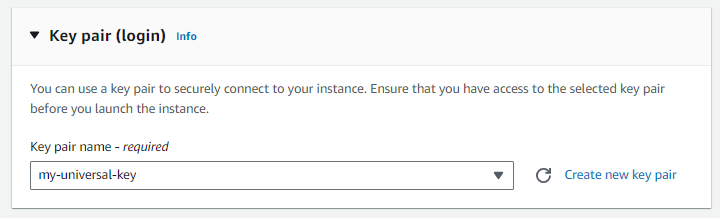 Key pair (login) Info
You can use a key pair to securely connect to your instance. Ensure that you have access to the selected key pair
before you launch the instance.
Key pair name - required
my-universal-key Create new key pair